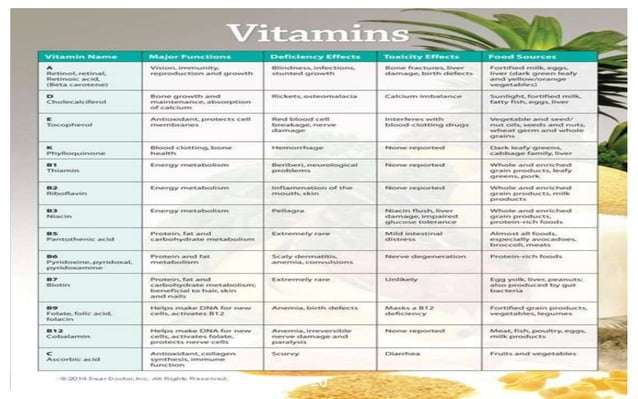 Vitamins
Vitamin Name
Major Functions
Deficiency Effects
Toxicity Effects
Food Sources
A
Retinol, retinal,
Retinoic acid,
(Beta carotene)
Vision, immunity,
reproduction and growth
Blindness, infections,
stunted growth
Bone fractures, liver
damage, birth defects
Fortified milk, eggs,
liver (dark green leafy
and yellow/orange
vegetables)
D
Cholecalciferol
Bone growth and
maintenance, absorption
of calcium
Rickets, osteomalacia
Calcium imbalance
Sunlight, fortified milk,
fatty fish, eggs, liver
E
Tocopherol
Antioxidant, protects cell
membranes
Red blood cell
breakage, nerve
damage
Interferes with
blood-clotting drugs
Vegetable and seed/
nut oils, seeds and nuts,
wheat germ and whole
grains
K
Phylloquinone
Blood clotting, bone
health
Hemorrhage
None reported
Dark leafy greens,
cabbage family, liver
B1
Thiamin
Energy metabolism
Beriberi, neurological
problems
None reported
Whole and enriched
grain products, leafy
greens, pork
B2
Riboflavin
Energy metabolism
Inflammation of the
mouth, skin
None reported
Whole and enriched
grain products, milk
products
B3
Niacin
Energy metabolism
Pellagra
Niacin flush, liver
damage, impaired
glucose tolerance
Whole and enriched
grain products,
protein-rich foods
B5
Pantothenic acid
Protein, fat and
carbohydrate metabolism
Extremely rare
Mild intestinal
distress
Almost all foods,
especially avocadoes,
broccoli, meats
B6
Pyridoxine, pyridoxal,
pyridoxamine
Protein and fat
metabolism
Scaly dermatitis,
anemia, convulsions
Nerve degeneration
Protein-rich foods
B7
Biotin
Protein, fat and
carbohydrate metabolism;
beneficial to hair, skin
and nails
Extremely rare
Unlikely
Egg yolk, liver, peanuts;
also produced by gut
bacteria
B9
Folate, folic acid,
folacin
Helps make DNA for new
cells, activates B12
Anemia, birth defects
Masks a B12
deficiency
Fortified grain products,
vegetables, legumes
B12
Cobalamin
Helps make DNA for new
cells, activates folate,
protects nerve cells
Anemia, irreversible
nerve damage and
paralysis
None reported
Meat, fish, poultry, eggs,
milk products
C
Ascorbic acid
Antioxidant, collagen
synthesis, immune
function
Scurvy
Diarrhea
Fruits and vegetables
© 2014 Dear Doctor, Inc. All Rights Reserved.